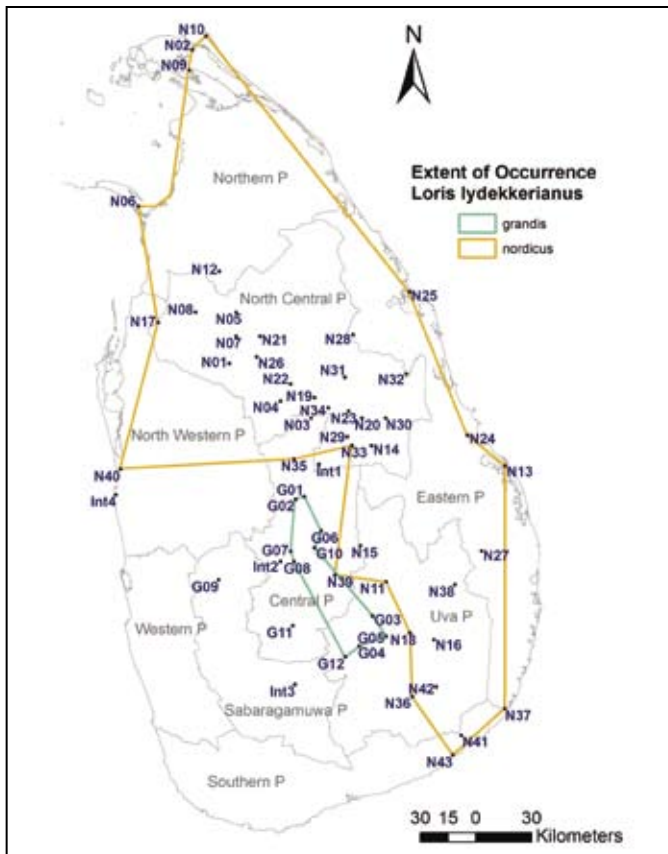 N10
N02
N09
N
Extent of Occurrence
Loris lydekkerianus
grandis
nordicus
Northern P
N06
N12
N25
North Central P
N08
N05
N17
N07
N21
N28
N01
N26
N31
N32
N22
N19
N04
N34
N23
N03
N20
N30
N29
N24
North Western P
N33
N14
N35
Int1
N13
N40
Int4
G01
G02
Eastern P
G06
G07
G10
N15
N27
Int2
G08
N39
N11
G09
N38
Central P
Western P
G03
Uva P
G11
G05
N18
N16
G04
G12
Int3
N42
N36
Sabaragamuwa P
N37
N41
N43
Southern P
30 15 0 30
Kilometers